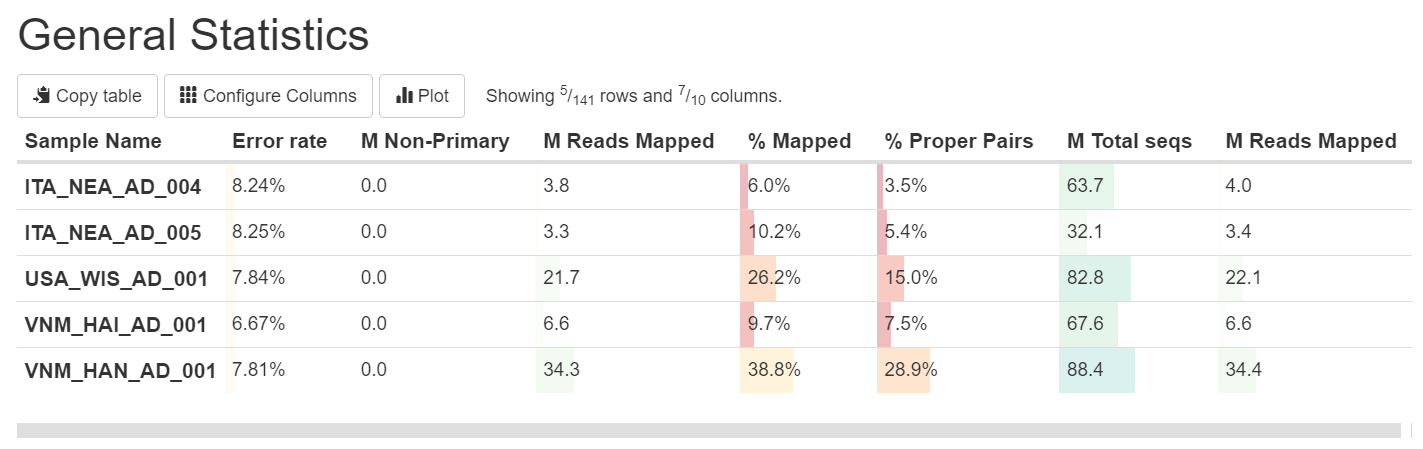 General Statistics
Copy table Configure Columns Plot Showing 5/141 rows and 7/10 columns.
Sample Name Error rate M Non-Primary M Reads Mapped % Mapped % Proper Pairs M Total seqs M Reads Mapped
ITA_NEA_AD_004 8.24% 0.0 3.8 6.0% 3.5% 63.7 4.0
ITA_NEA_AD_005 8.25% 0.0 3.3 10.2% 5.4% 32.1 3.4
USA_WIS_AD_001 7.84% 0.0 21.7 26.2% 15.0% 82.8 22.1
VNM_HAI_AD_001 6.67% 0.0 6.6 9.7% 7.5% 67.6 6.6
VNM_HAN_AD_001 7.81% 0.0 34.3 38.8% 28.9% 88.4 34.4